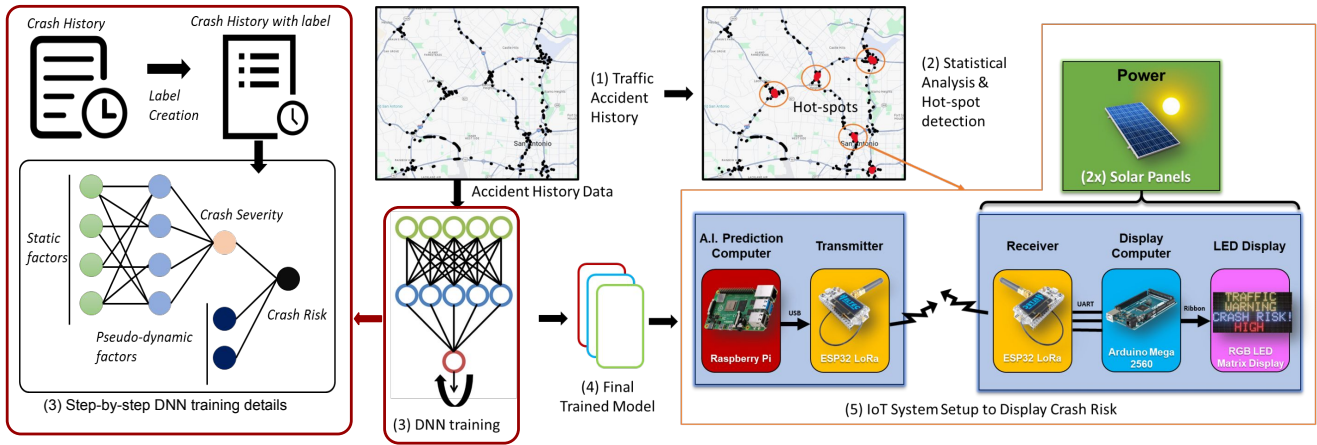 Crash History
Crash History with label
Label
Creation
Static
factors
Crash Severity
Crash Risk
Pseudo-dynamic
factors
(3) Step-by-step DNN training details
San Antonio
Accident History Data
(3) DNN training
(1) Traffic
Accident
History
Hot-spots
San Antonio
(2) Statistical
Analysis &
Hot-spot
detection
(4) Final
Trained Model
Power
(2x) Solar Panels
A.I. Prediction
Computer
Raspberry Pi
USB
Transmitter
ESP32 LoRa
Receiver
ESP32 LoRa
UART
Display
Computer
Arduino Mega
2560
Ribbon
LED Display
TRAFFIC
WARNING
CRASH RISK!
HIGH
RGB LED
Matrix Display
(5) IoT System Setup to Display Crash Risk